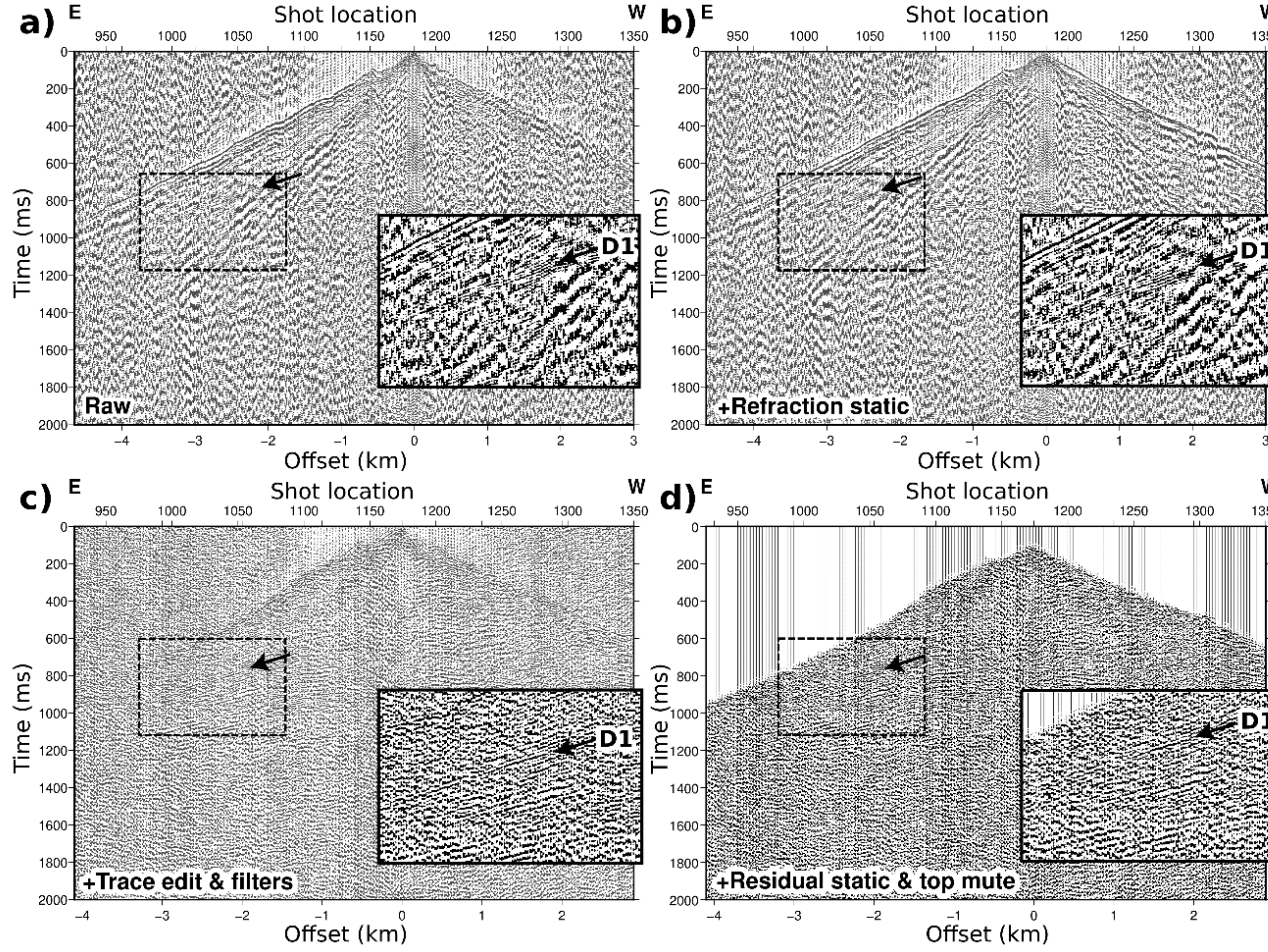 a) E Shot location W
950 1000 1050 1100 1150 1200 1250 1300 1350
0
200
400
600
800
1000
1200
1400
1600
1800
2000
Time (ms)
D1
Raw
−4 −3 −2 −1 0 1 2 3
Offset (km)
b) E Shot location W
950 1000 1050 1100 1150 1200 1250 1300 1350
0
200
400
600
800
1000
1200
1400
1600
1800
2000
Time (ms)
D1
+Refraction static
−4 −3 −2 −1 0 1 2 3
Offset (km)
c) E Shot location W
950 1000 1050 1100 1150 1200 1250 1300 1350
0
200
400
600
800
1000
1200
1400
1600
1800
2000
Time (ms)
D1
+Trace edit & filters
−4 −3 −2 −1 0 1 2
Offset (km)
d) E Shot location W
950 1000 1050 1100 1150 1200 1250 1300 1350
0
200
400
600
800
1000
1200
1400
1600
1800
2000
Time (ms)
D1
+Residual static & top mute
−4 −3 −2 −1 0 1 2
Offset (km)